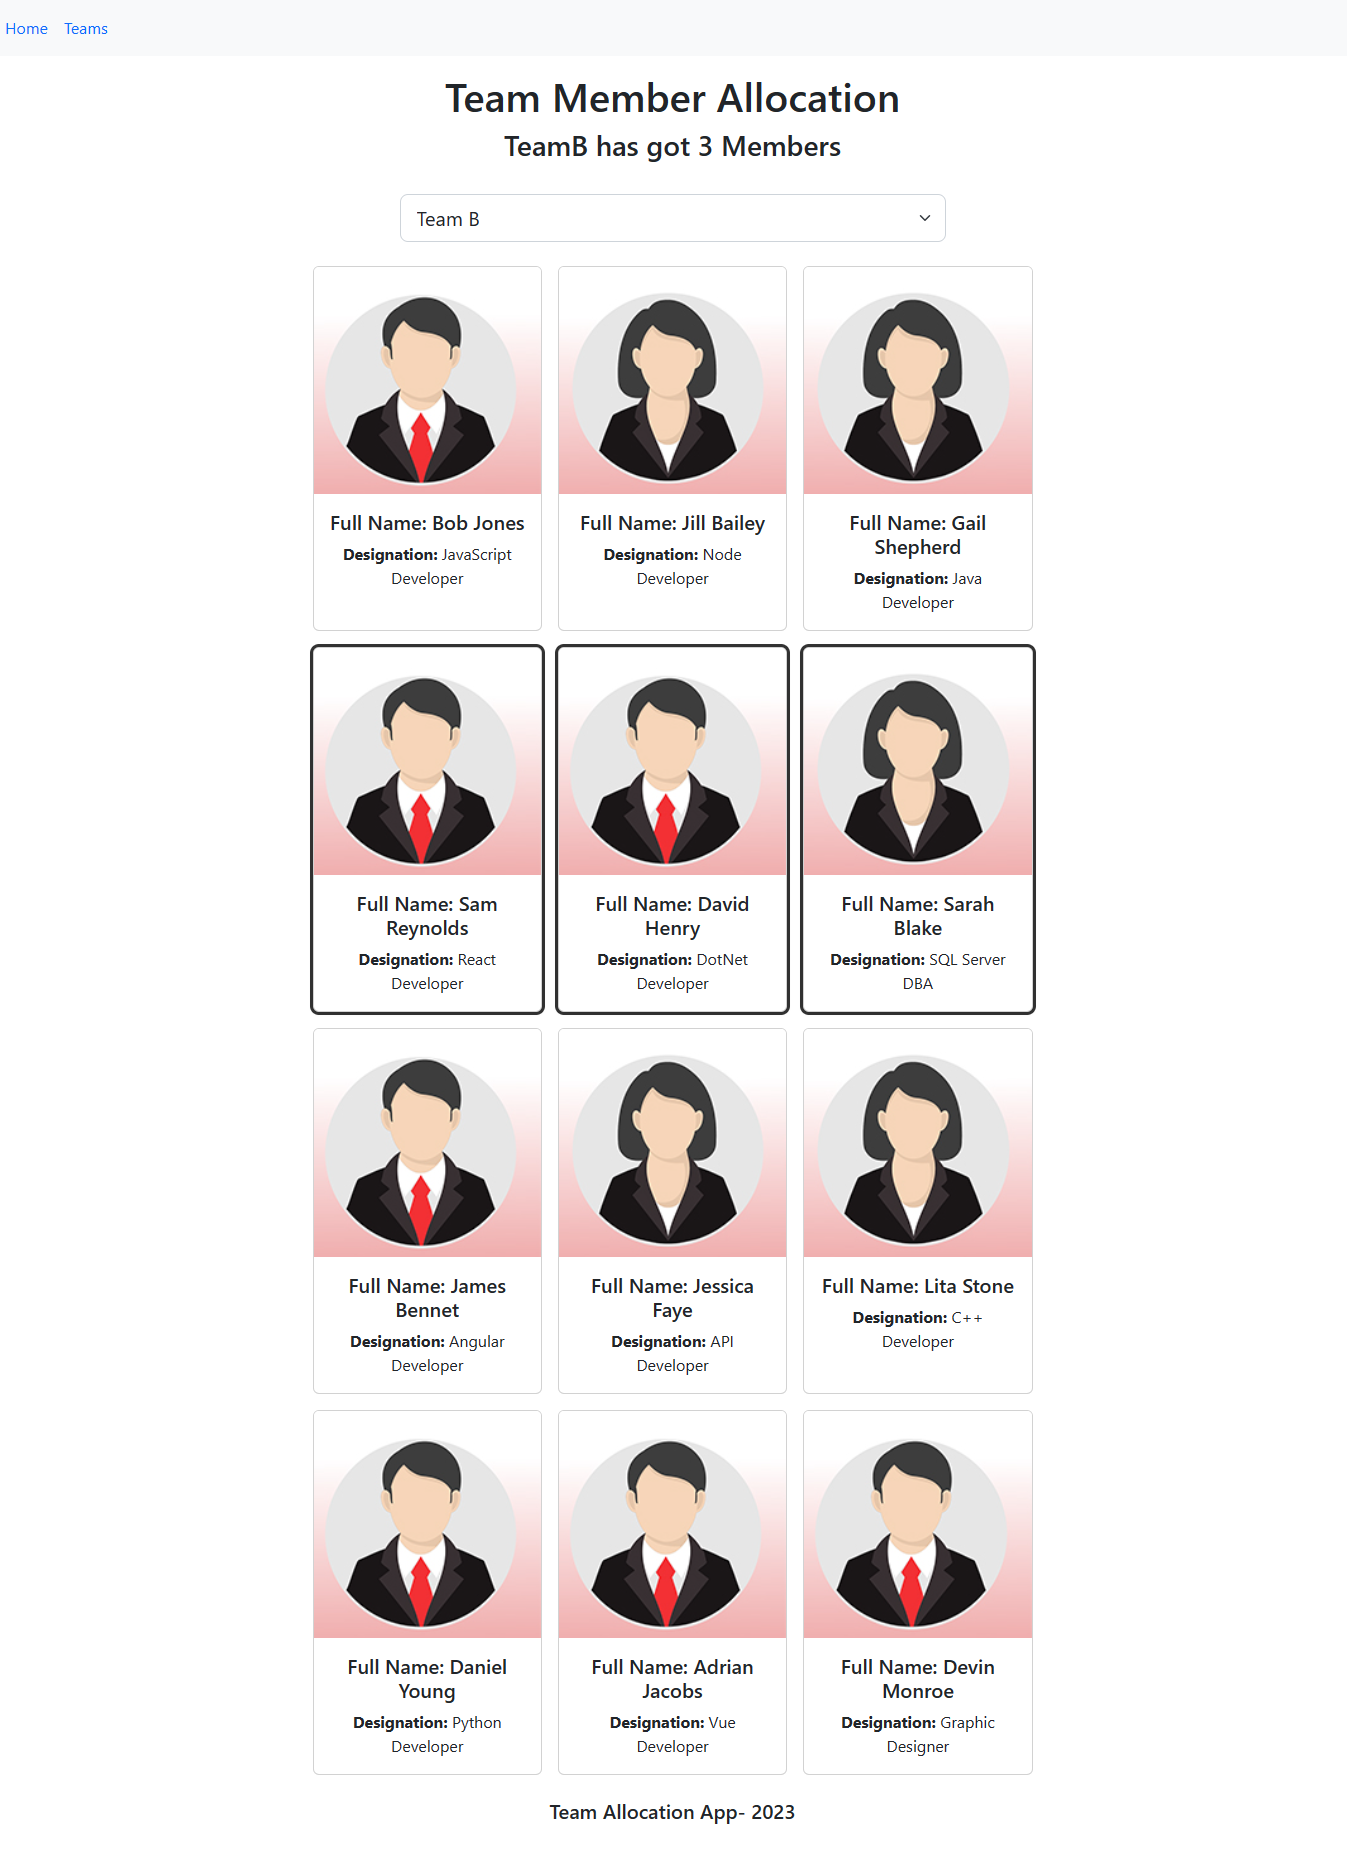 Home Teams
Team Member Allocation
TeamB has got 3 Members
Team B
Full Name: Bob Jones
Designation: JavaScript
Developer
Full Name: Jill Bailey
Designation: Node
Developer
Full Name: Gail
Shepherd
Designation: Java
Developer
Full Name: Sam
Reynolds
Designation: React
Developer
Full Name: David
Henry
Designation: DotNet
Developer
Full Name: Sarah
Blake
Designation: SQL Server
DBA
Full Name: James
Bennet
Designation: Angular
Developer
Full Name: Jessica
Faye
Designation: API
Developer
Full Name: Lita Stone
Designation: C++
Developer
Full Name: Daniel
Young
Designation: Python
Developer
Full Name: Adrian
Jacobs
Designation: Vue
Developer
Full Name: Devin
Monroe
Designation: Graphic
Designer
Team Allocation App- 2023